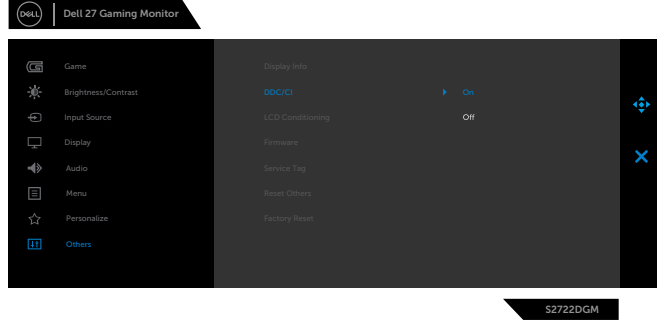 DELL
Dell 27 Gaming Monitor
Game
Brightness/Contrast
Input Source
Display
Audio
Menu
Personalize
Others
Display Info
DDC/CI
On
Off
LCD Conditioning
Firmware
Service Tag
Reset Others
Factory Reset
S2722DGM